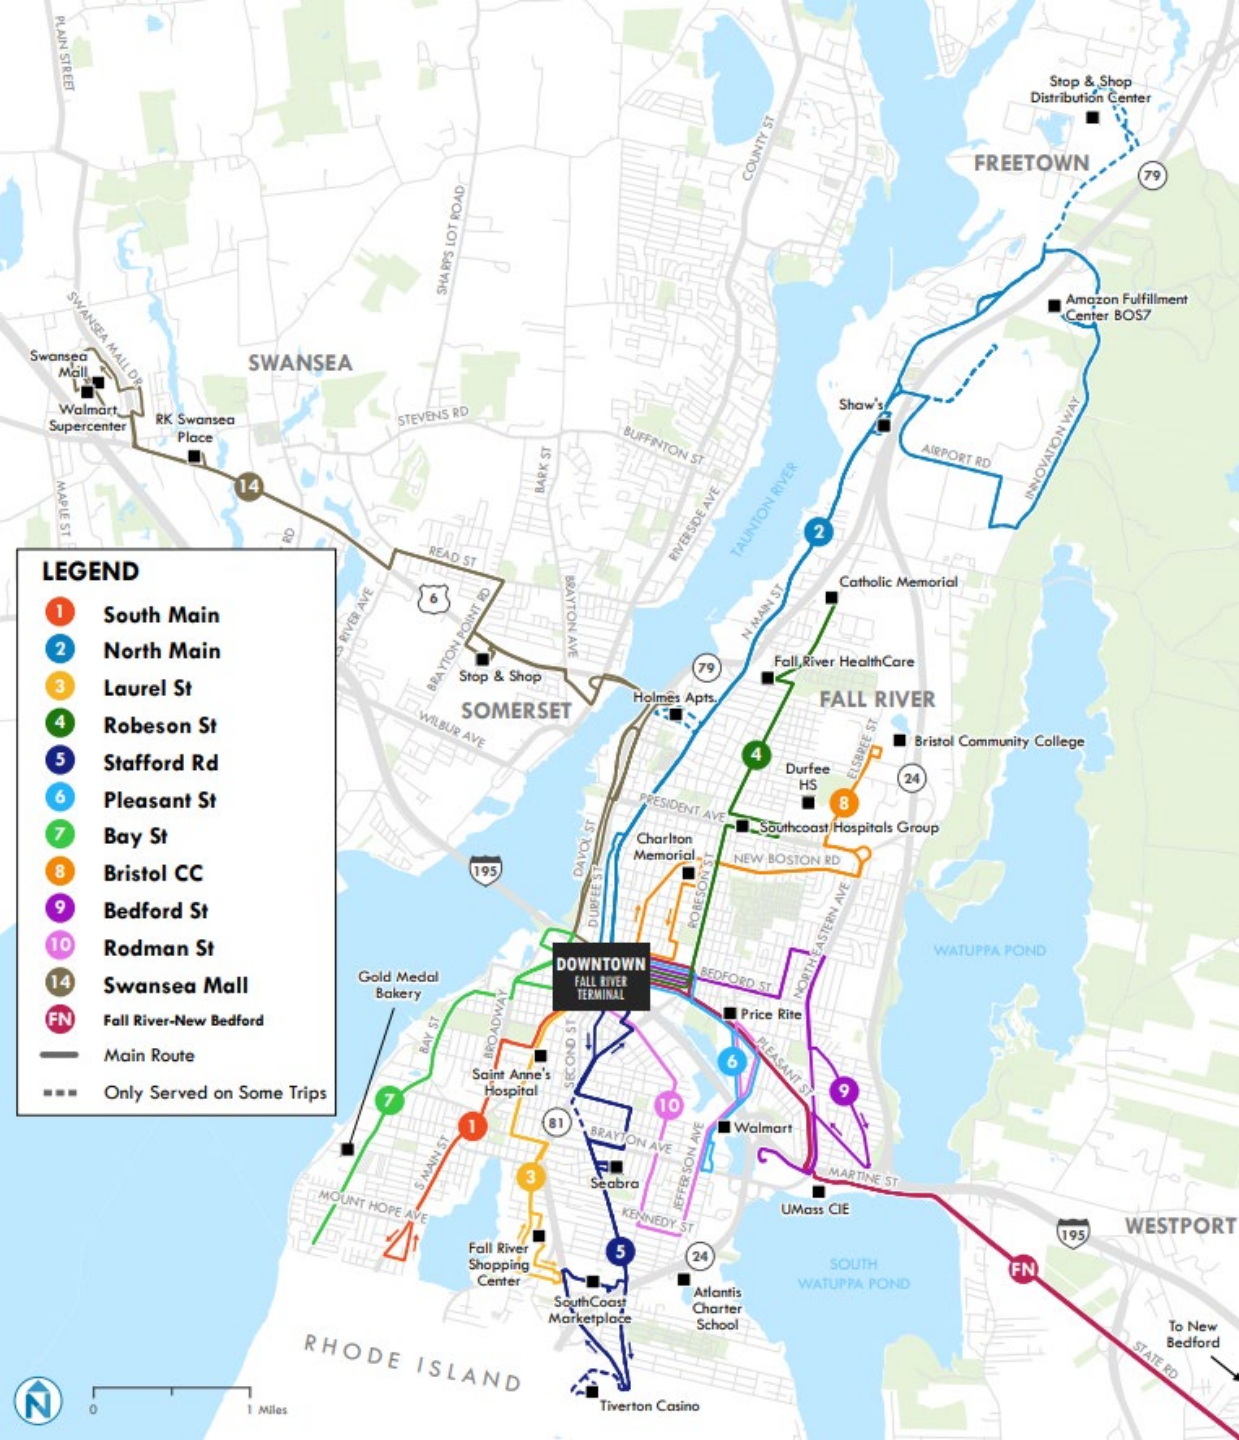 PLAIN STREET
Stop & Shop
Distribution Center
FREETOWN
79
COUNTY ST
SHARPS LOT ROAD
SWANSEA MALL DR
Amazon Fulfillment
Center BOS7
Swansea
Mall
SWANSEA
Walmart
Supercenter
RK Swansea
Place
STEVENS RD
Shaw's
BUFFINTON ST
AIRPORT RD
INNOVATION WAY
BARK ST
14
MAPLE ST
RIVERSIDE AVE
TAUNTON RIVER
2
RD
READ ST
6
Catholic Memorial
N MAIN ST
BRAYTON AVE
RIVER AVE
BRAYTON POINT RD
79
Fall River HealthCare
Stop & Shop
Holmes Apts.
FALL RIVER
SOMERSET
WILBUR AVE
ELSBREE ST
Bristol Community College
4
24
Durfee
HS
8
PRESIDENT AVE
Southcoast Hospitals Group
DAVOL ST
Charlton
Memorial
NEW BOSTON RD
195
DURFEE ST
ROBESON ST
NORTH EASTERN AVE
WATUPPA POND
DOWNTOWN
FALL RIVER
TERMINAL
BEDFORD ST
Gold Medal
Bakery
Price Rite
BAY ST
BROADWAY
SECOND ST
PLEASANT ST
6
Saint Anne's
Hospital
7
10
9
1
81
BRAYTON AVE
JEFFERSON AVE
Walmart
S MAIN ST
3
Seabra
MARTINE ST
MOUNT HOPE AVE
KENNEDY ST
UMass CIE
WESTPORT
195
Fall River
Shopping
Center
5
24
SOUTH
WATUPPA POND
FN
SouthCoast
Marketplace
Atlantis
Charter
School
To New
Bedford
STATE RD
RHODE ISLAND
Tiverton Casino
LEGEND
1 South Main
2 North Main
3 Laurel St
4 Robeson St
5 Stafford Rd
6 Pleasant St
7 Bay St
8 Bristol CC
9 Bedford St
10 Rodman St
14 Swansea Mall
FN Fall River-New Bedford
Main Route
Only Served on Some Trips
N
0 1 Miles